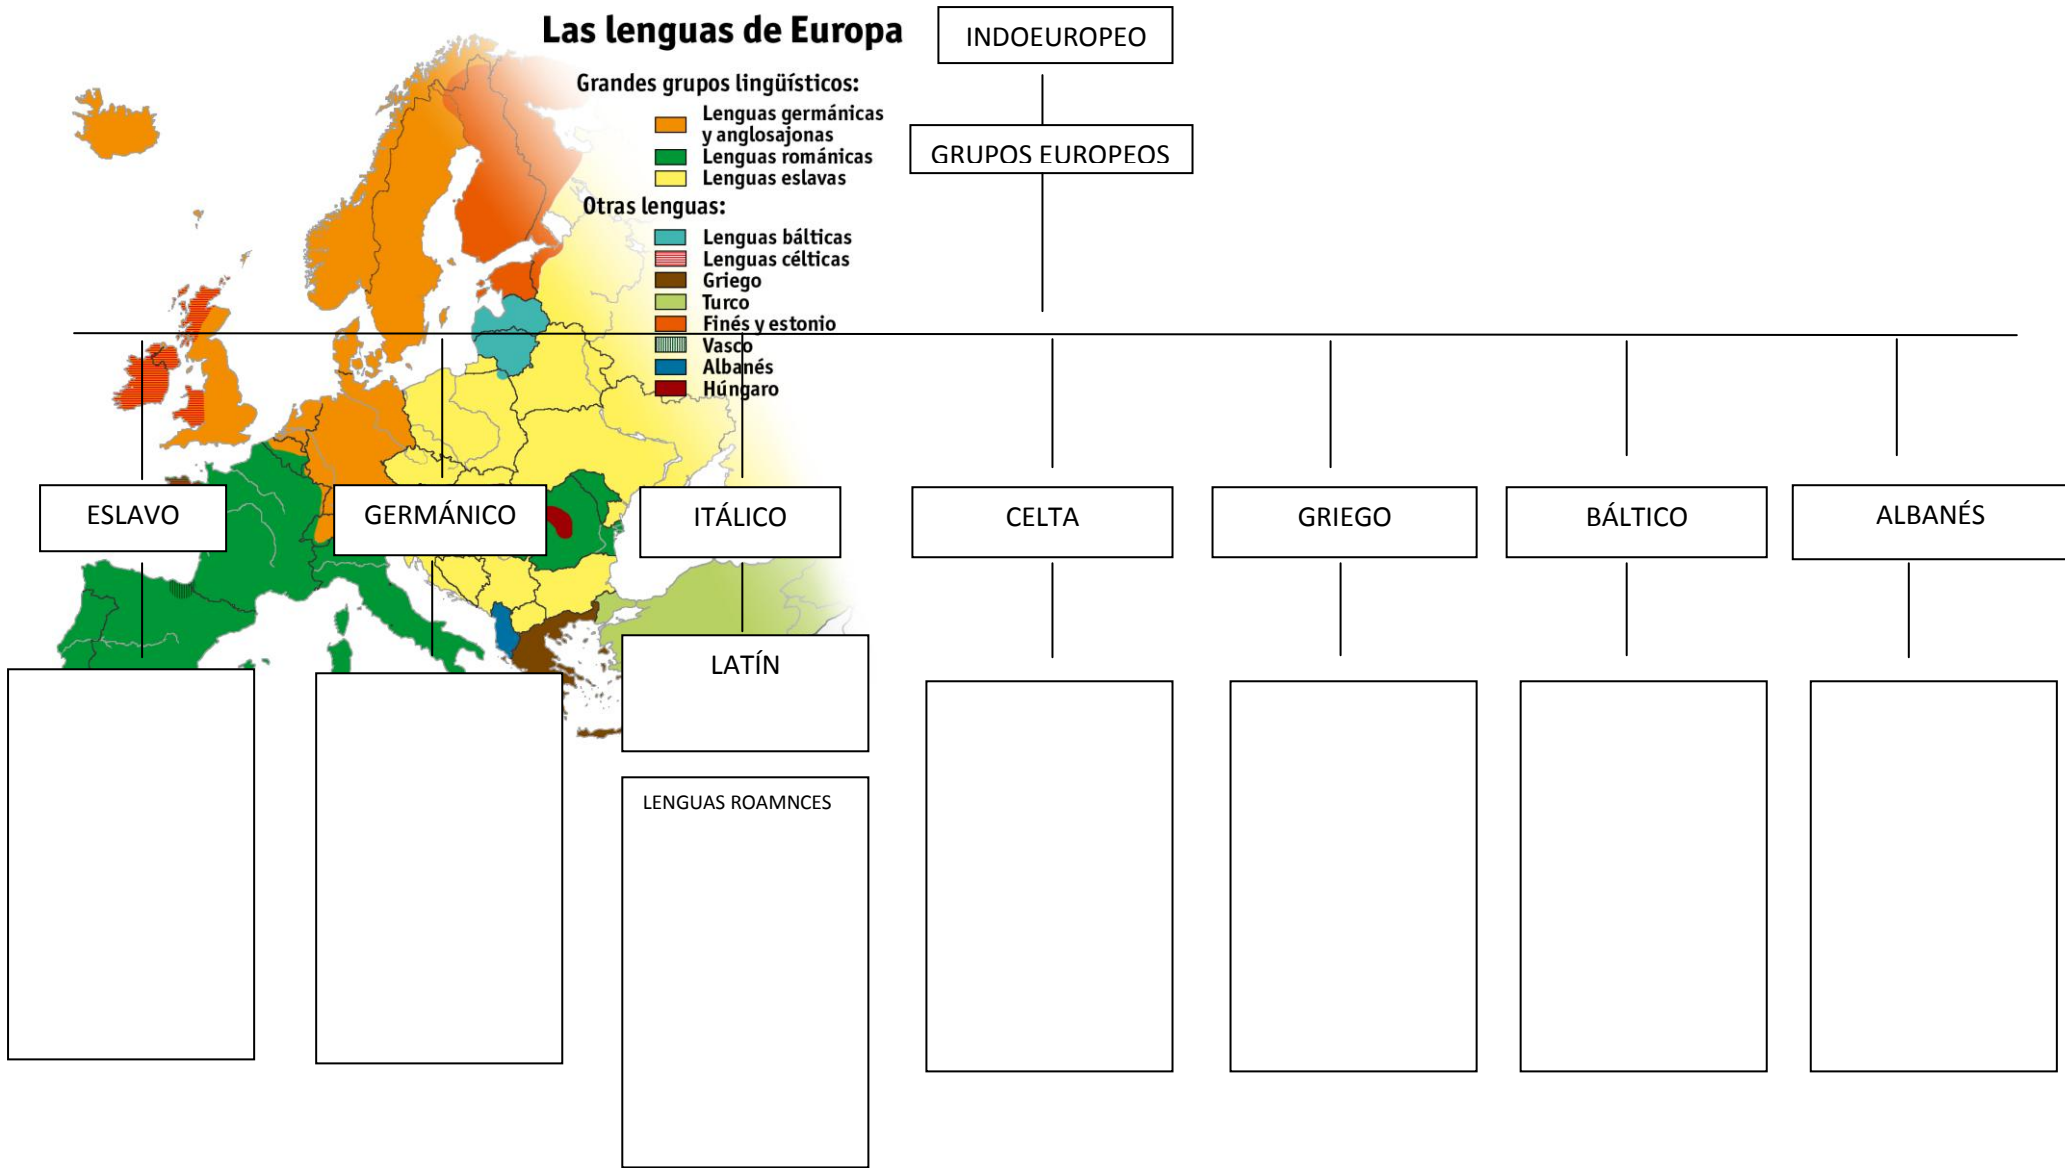 Las lenguas de Europa
INDOEUROPEO
Grandes grupos lingüísticos:
Lenguas germánicas
y anglosajonas
Lenguas románicas
Lenguas eslavas
GRUPOS EUROPEOS
Otras lenguas:
Lenguas bálticas
Lenguas célticas
Griego
Turco
Finés y estonio
Vasco
Albanés
Húngaro
ESLAVO
GERMÁNICO
ITÁLICO
CELTA
GRIEGO
BÁLTICO
ALBANÉS
LATÍN
LENGUAS ROAMNCES